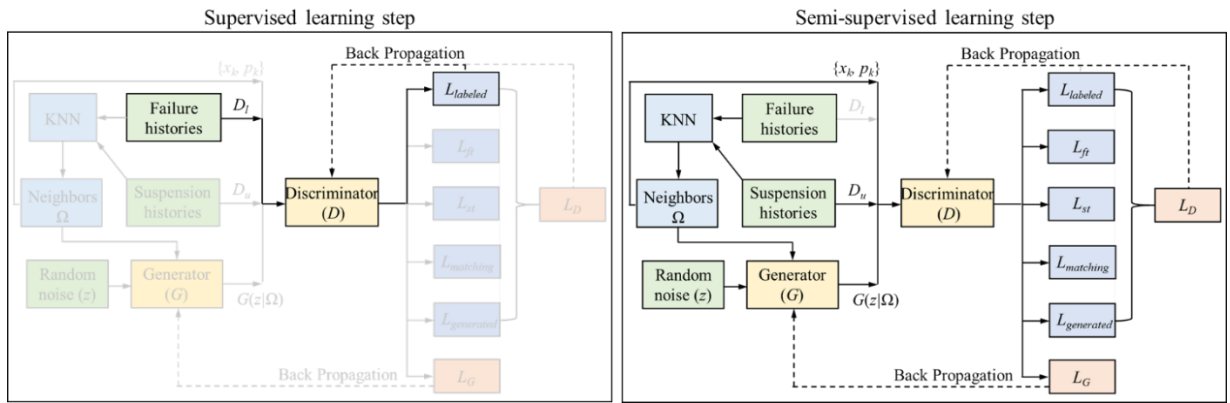 Supervised learning step
Back Propagation
{x_k, p_k}
L_labeled
KNN
Failure
histories
D_l
L_ft
Neighbors
Ω
Suspension
histories
D_u
Discriminator
(D)
L_st
L_D
Random
noise (z)
Generator
(G)
G(z|Ω)
L_matching
L_generated
Back Propagation
L_G
Semi-supervised learning step
Back Propagation
{x_k, p_k}
L_labeled
KNN
Failure
histories
D_l
L_ft
Neighbors
Ω
Suspension
histories
D_u
Discriminator
(D)
L_st
L_D
Random
noise (z)
Generator
(G)
G(z|Ω)
L_matching
L_generated
Back Propagation
L_G